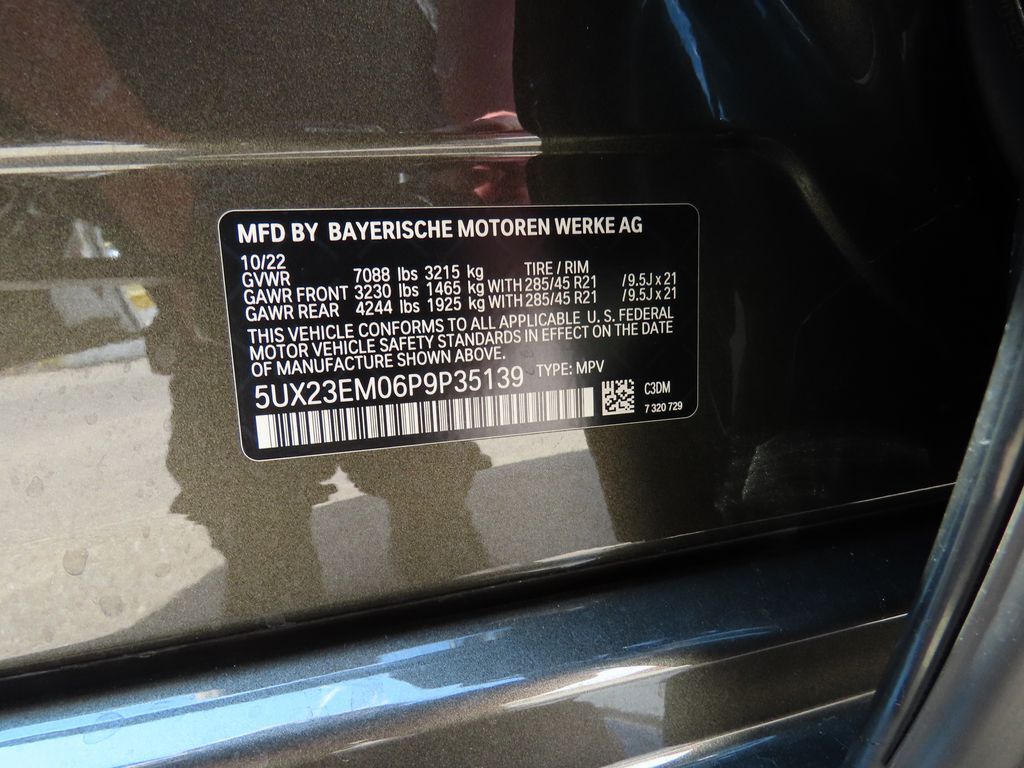 MFD BY BAYERISCHE MOTOREN WERKE AG
10/22
GVWR 7088 lbs 3215 kg TIRE / RIM
GAWR FRONT 3230 lbs 1465 kg WITH 285/45 R21 / 9.5J x 21
GAWR REAR 4244 lbs 1925 kg WITH 285/45 R21 / 9.5J x 21
THIS VEHICLE CONFORMS TO ALL APPLICABLE U. S. FEDERAL
MOTOR VEHICLE SAFETY STANDARDS IN EFFECT ON THE DATE
OF MANUFACTURE SHOWN ABOVE.
5UX23EM06P9P35139 TYPE: MPV
C3DM
7 320 729